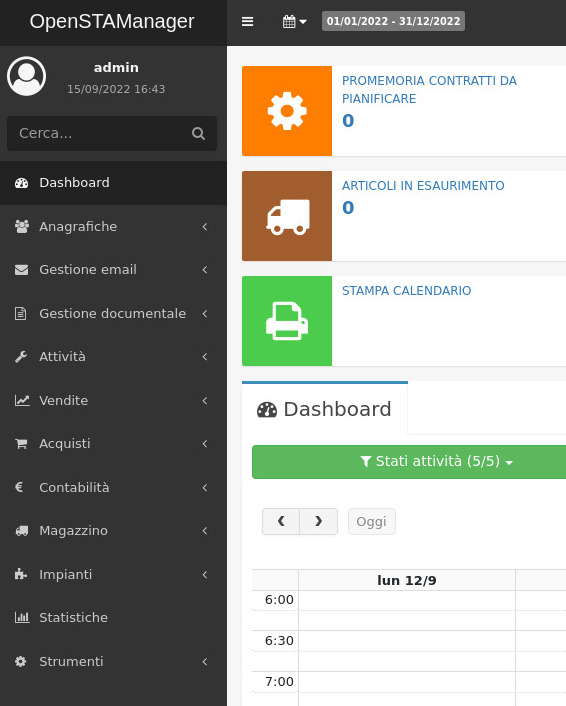 OpenSTAManager
01/01/2022 - 31/12/2022
admin
15/09/2022 16:43
Cerca...
Dashboard
Anagrafiche
Gestione email
Gestione documentale
Attività
Vendite
Acquisti
Contabilità
Magazzino
Impianti
Statistiche
Strumenti
PROMEMORIA CONTRATTI DA
PIANIFICARE
0
ARTICOLI IN ESAURIMENTO
0
STAMPA CALENDARIO
Dashboard
Stati attività (5/5)
Oggi
lun 12/9
6:00
6:30
7:00